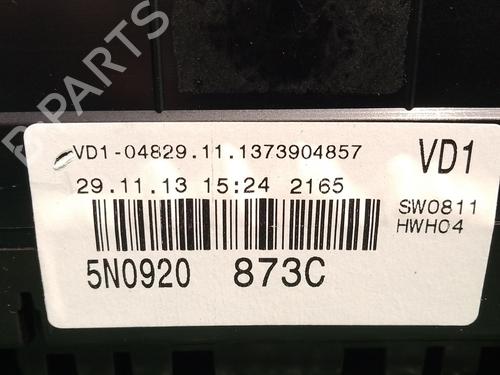 B-PARTS
VD1-04829.11.1373904857
VD1
29.11.13 15:24 2165
SW0811
HWH04
5N0920 873C